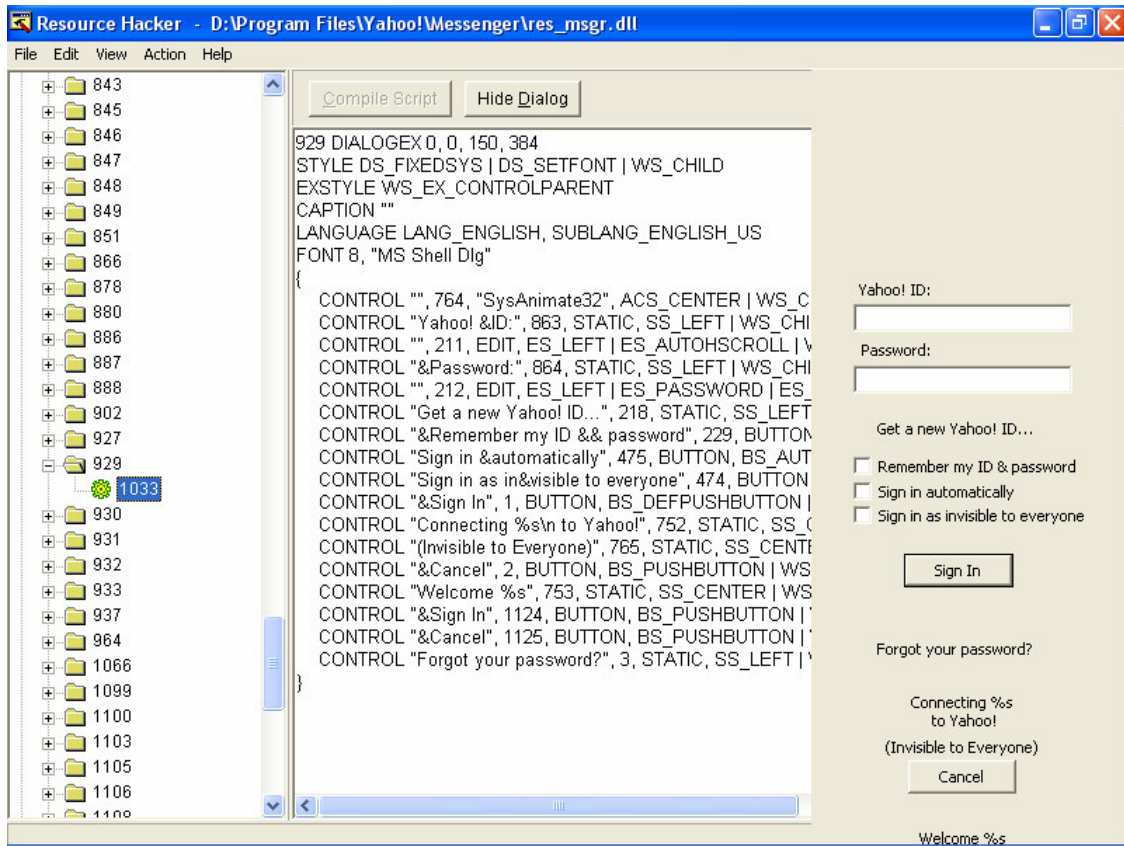 Resource Hacker - D:\Program Files\Yahoo!\Messenger\res_msgr.dll
File Edit View Action Help
843
845
846
847
848
849
851
866
878
880
886
887
888
902
927
929
1033
930
931
932
933
937
964
1066
1099
1100
1103
1105
1106
1108
Compile Script Hide Dialog
929 DIALOGEX 0, 0, 150, 384
STYLE DS_FIXEDSYS | DS_SETFONT | WS_CHILD
EXSTYLE WS_EX_CONTROLPARENT
CAPTION ""
LANGUAGE LANG_ENGLISH, SUBLANG_ENGLISH_US
FONT 8, "MS Shell Dlg"
{
CONTROL "", 764, "SysAnimate32", ACS_CENTER | WS_C
CONTROL "Yahoo! &ID:", 863, STATIC, SS_LEFT | WS_CHI
CONTROL "", 211, EDIT, ES_LEFT | ES_AUTOHSCROLL | W
CONTROL "&Password:", 864, STATIC, SS_LEFT | WS_CHI
CONTROL "", 212, EDIT, ES_LEFT | ES_PASSWORD | ES_
CONTROL "Get a new Yahoo! ID...", 218, STATIC, SS_LEFT
CONTROL "&Remember my ID && password", 229, BUTTON
CONTROL "Sign in &automatically", 475, BUTTON, BS_AUT
CONTROL "Sign in as in&visible to everyone", 474, BUTTON
CONTROL "&Sign In", 1, BUTTON, BS_DEFPUSHBUTTON |
CONTROL "Connecting %s\n to Yahoo!", 752, STATIC, SS_C
CONTROL "(Invisible to Everyone)", 765, STATIC, SS_CENTE
CONTROL "&Cancel", 2, BUTTON, BS_PUSHBUTTON | WS
CONTROL "Welcome %s", 753, STATIC, SS_CENTER | WS
CONTROL "&Sign In", 1124, BUTTON, BS_PUSHBUTTON |
CONTROL "&Cancel", 1125, BUTTON, BS_PUSHBUTTON |
CONTROL "Forgot your password?", 3, STATIC, SS_LEFT |
}
Yahoo! ID:
Password:
Get a new Yahoo! ID...
Remember my ID & password
Sign in automatically
Sign in as invisible to everyone
Sign In
Forgot your password?
Connecting %s
to Yahoo!
(Invisible to Everyone)
Cancel
Welcome %s